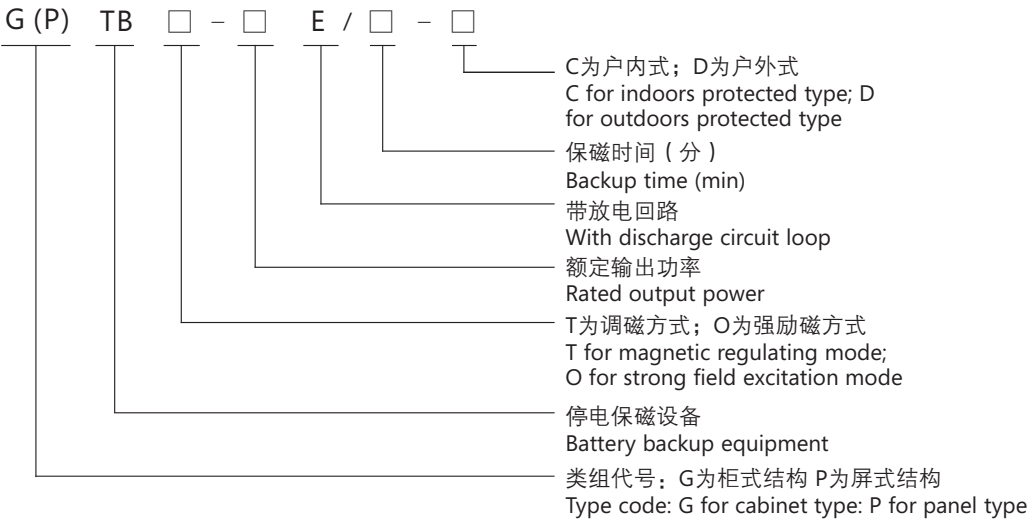 G (P) TB □ - □ E / □ - □
C为户内式；D为户外式
C for indoors protected type; D
for outdoors protected type
保磁时间（分）
Backup time (min)
带放电回路
With discharge circuit loop
额定输出功率
Rated output power
T为调磁方式；O为强励磁方式
T for magnetic regulating mode;
O for strong field excitation mode
停电保磁设备
Battery backup equipment
类组代号：G为柜式结构 P为屏式结构
Type code: G for cabinet type: P for panel type